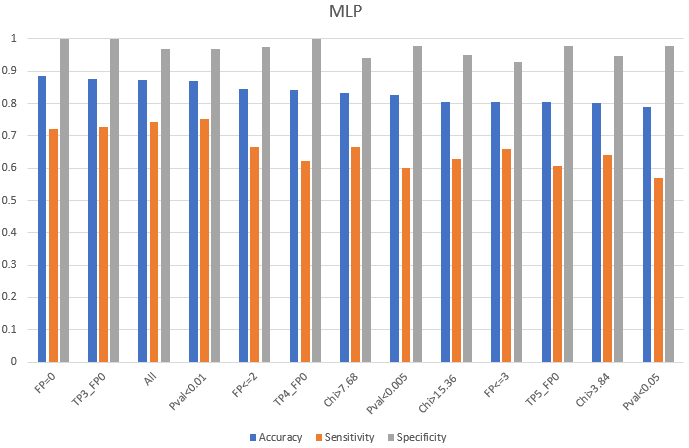 MLP
1
0.9
0.8
0.7
0.6
0.5
0.4
0.3
0.2
0.1
0
FP=0
TP3_FP0
All
Pval<0.01
FP<=2
TP4_FP0
Chi>7.68
Pval<0.005
Chi>15.36
FP<=3
TP5_FP0
Chi>3.84
Pval<0.05
Accuracy Sensitivity Specificity